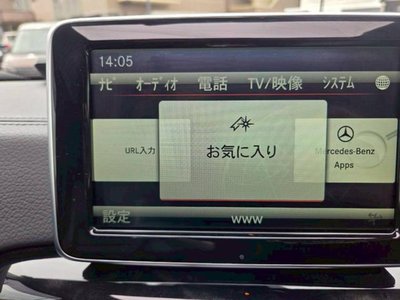 14:05
ナビ オーディオ 電話 TV/映像 システム
URL入力
お気に入り
Mercedes-Benz
Apps
設定 www